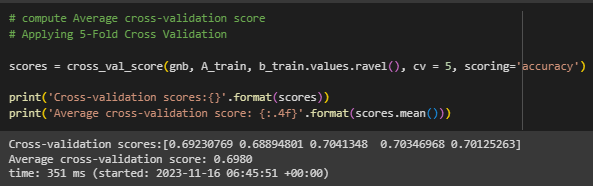 # compute Average cross-validation score
# Applying 5-Fold Cross Validation
scores = cross_val_score(gnb, A_train, b_train.values.ravel(), cv = 5, scoring='accuracy')
print('Cross-validation scores:{}'.format(scores))
print('Average cross-validation score: {:.4f}'.format(scores.mean()))
Cross-validation scores:[0.69230769 0.68894801 0.7041348  0.70346968 0.70125263]
Average cross-validation score: 0.6980
time: 351 ms (started: 2023-11-16 06:45:51 +00:00)